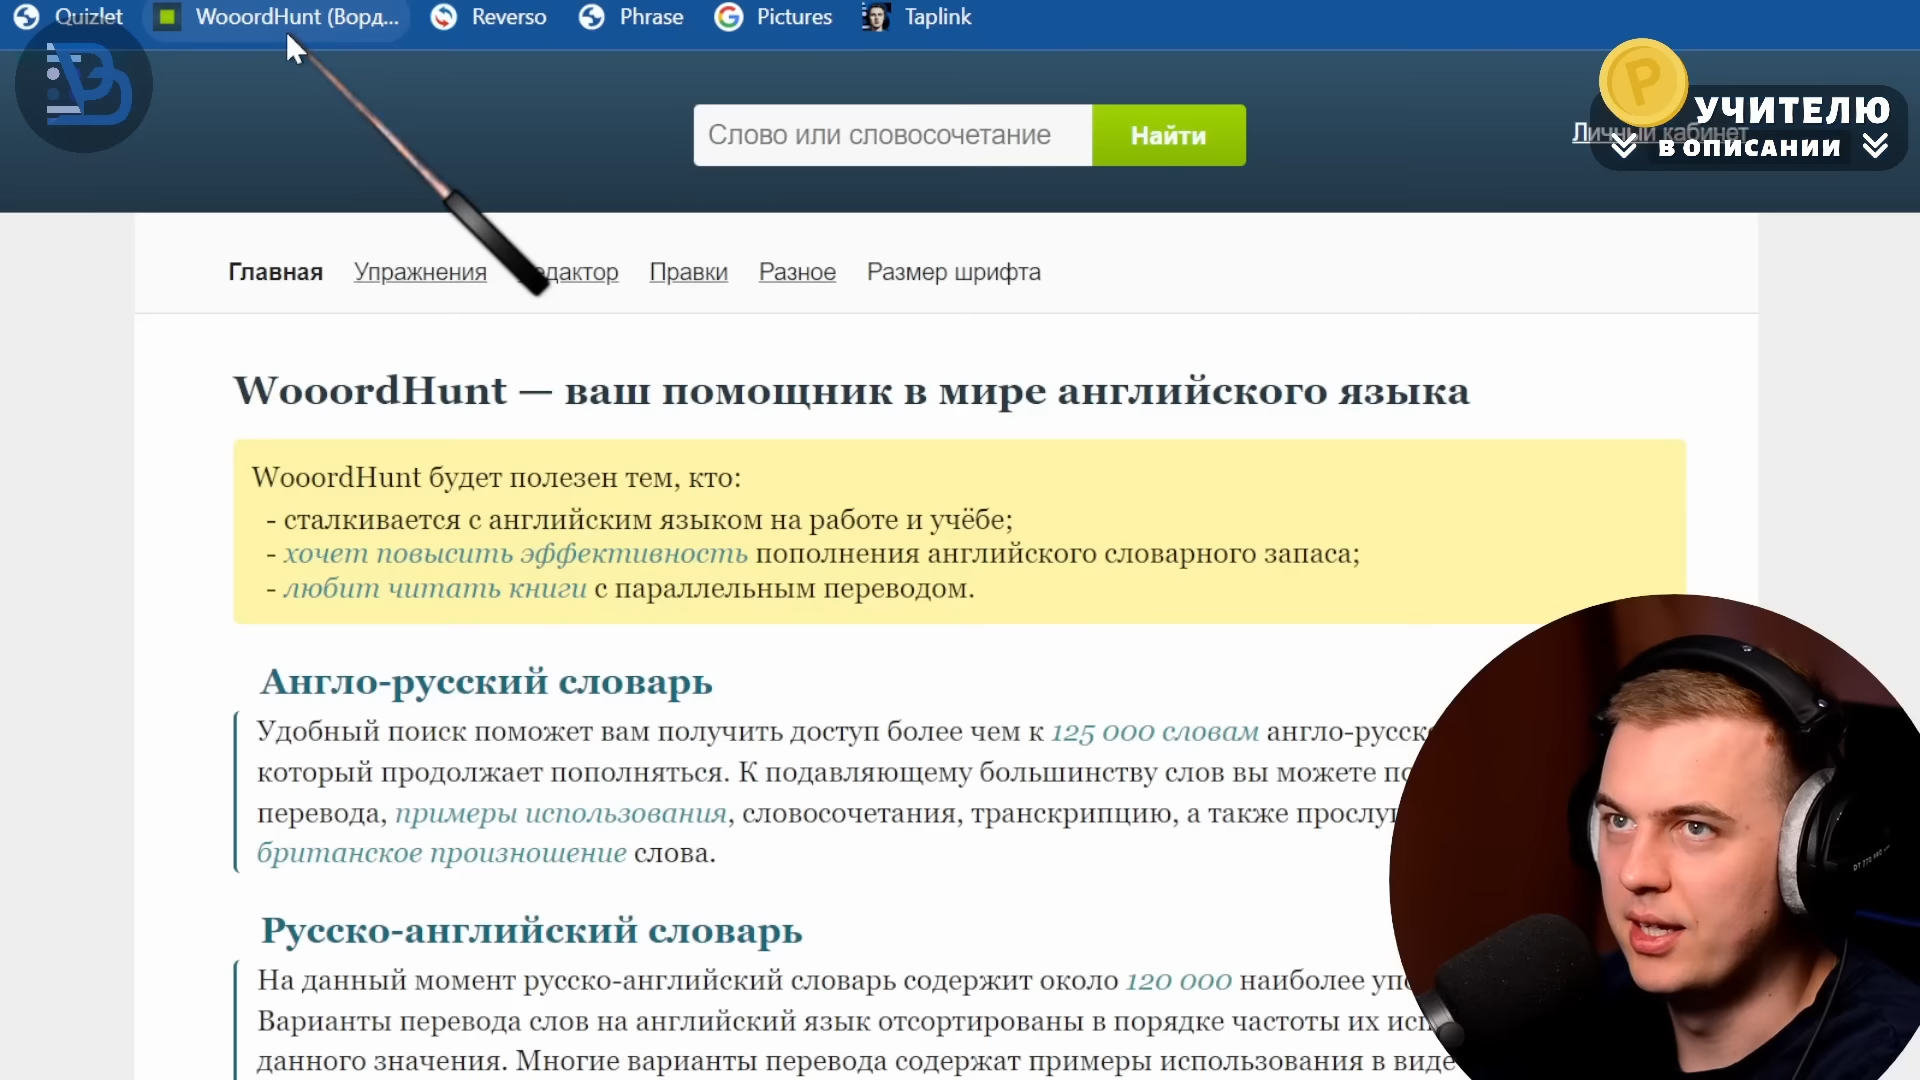 Quizlet WooordHunt (Ворд... Reverso Phrase Pictures Taplink
Слово или словосочетание Найти
Личный кабинет
УЧИТЕЛЮ
В ОПИСАНИИ
Главная Упражнения Правки Разное Размер шрифта
WooordHunt — ваш помощник в мире английского языка
WooordHunt будет полезен тем, кто:
- сталкивается с английским языком на работе и учёбе;
- хочет повысить эффективность пополнения английского словарного запаса;
- любит читать книги с параллельным переводом.
Англо-русский словарь
Удобный поиск поможет вам получить доступ более чем к 125 000 словам англо-русск
который продолжает пополняться. К подавляющему большинству слов вы можете по
перевода, примеры использования, словосочетания, транскрипцию, а также прослу
британское произношение слова.
Русско-английский словарь
На данный момент русско-английский словарь содержит около 120 000 наиболее упо
Варианты перевода слов на английский язык отсортированы в порядке частоты их исп
данного значения. Многие варианты перевода содержат примеры использования в виде